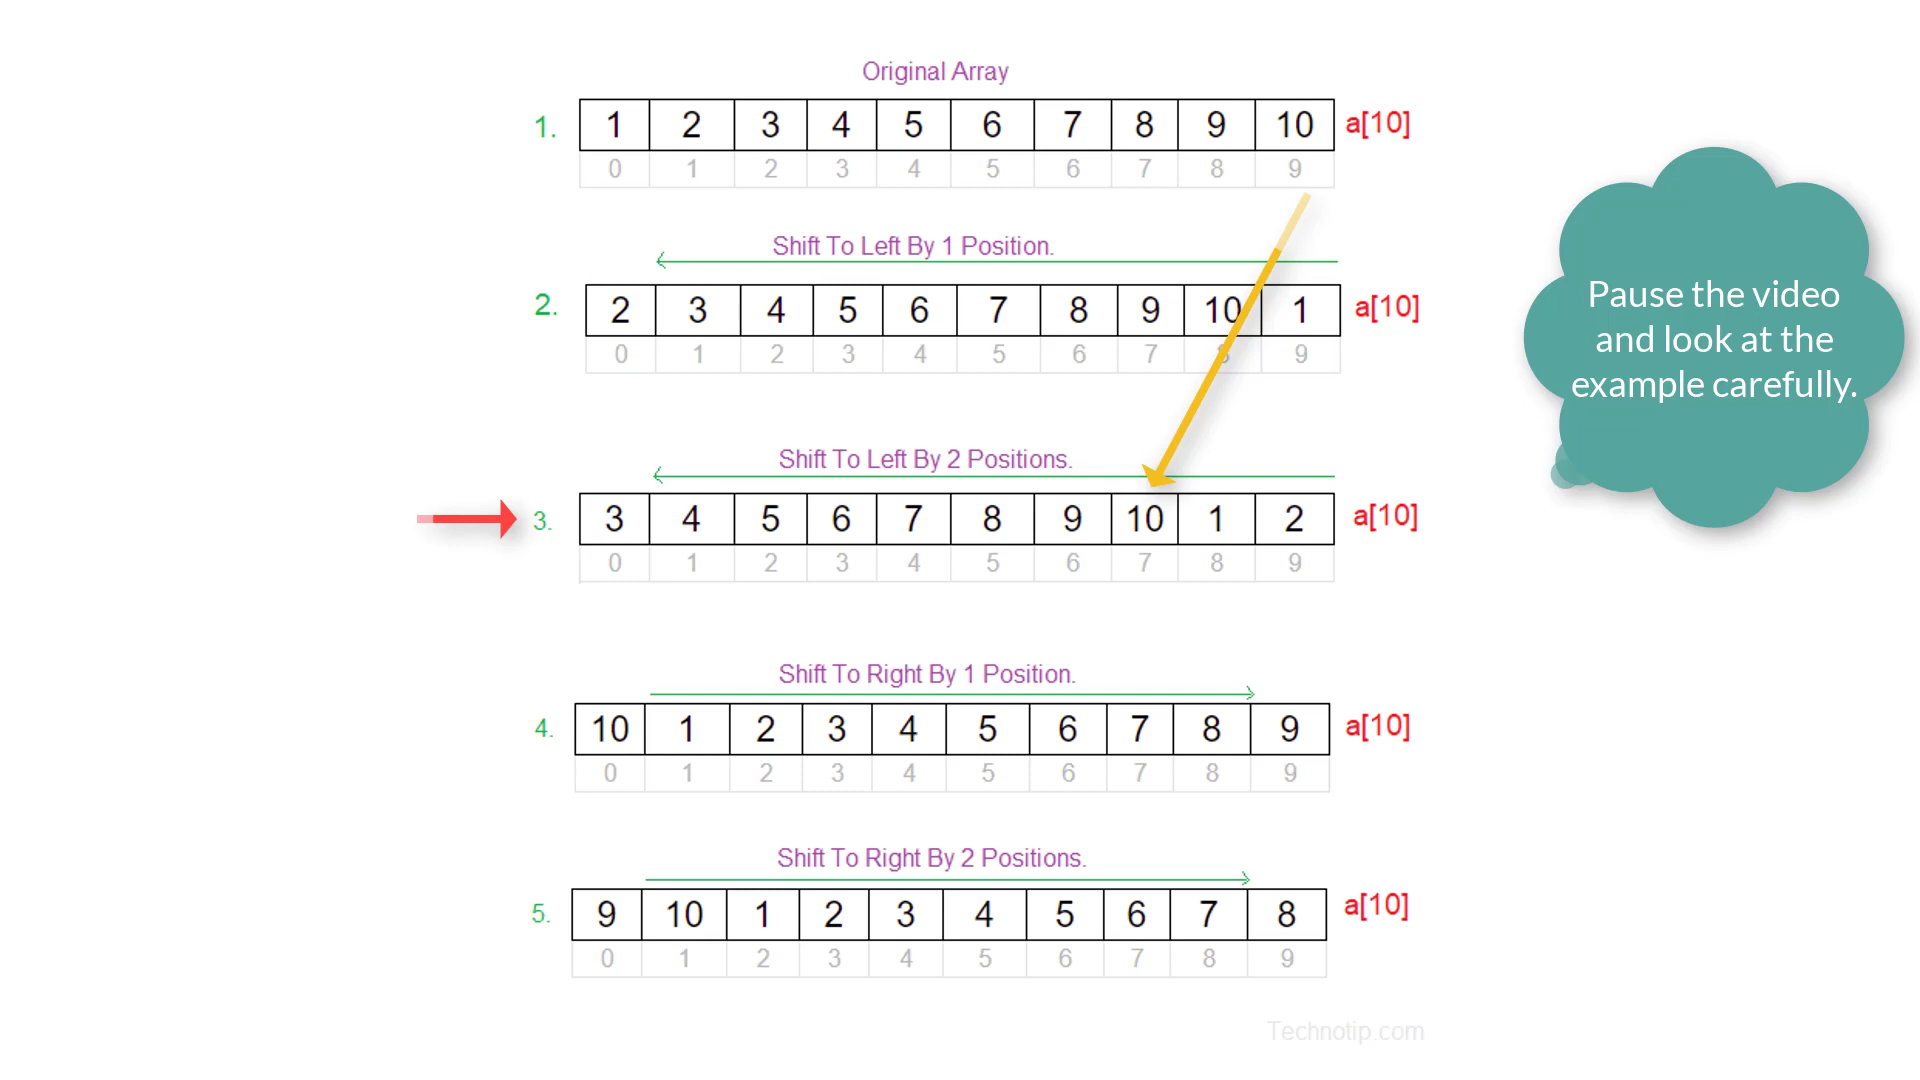 Original Array
1. 1 2 3 4 5 6 7 8 9 10 a[10]
0 1 2 3 4 5 6 7 8 9
Shift To Left By 1 Position.
2. 2 3 4 5 6 7 8 9 10 1 a[10]
0 1 2 3 4 5 6 7 8 9
Shift To Left By 2 Positions.
3. 3 4 5 6 7 8 9 10 1 2 a[10]
0 1 2 3 4 5 6 7 8 9
Shift To Right By 1 Position.
4. 10 1 2 3 4 5 6 7 8 9 a[10]
0 1 2 3 4 5 6 7 8 9
Shift To Right By 2 Positions.
5. 9 10 1 2 3 4 5 6 7 8 a[10]
0 1 2 3 4 5 6 7 8 9
Technotip.com
Pause the video
and look at the
example carefully.